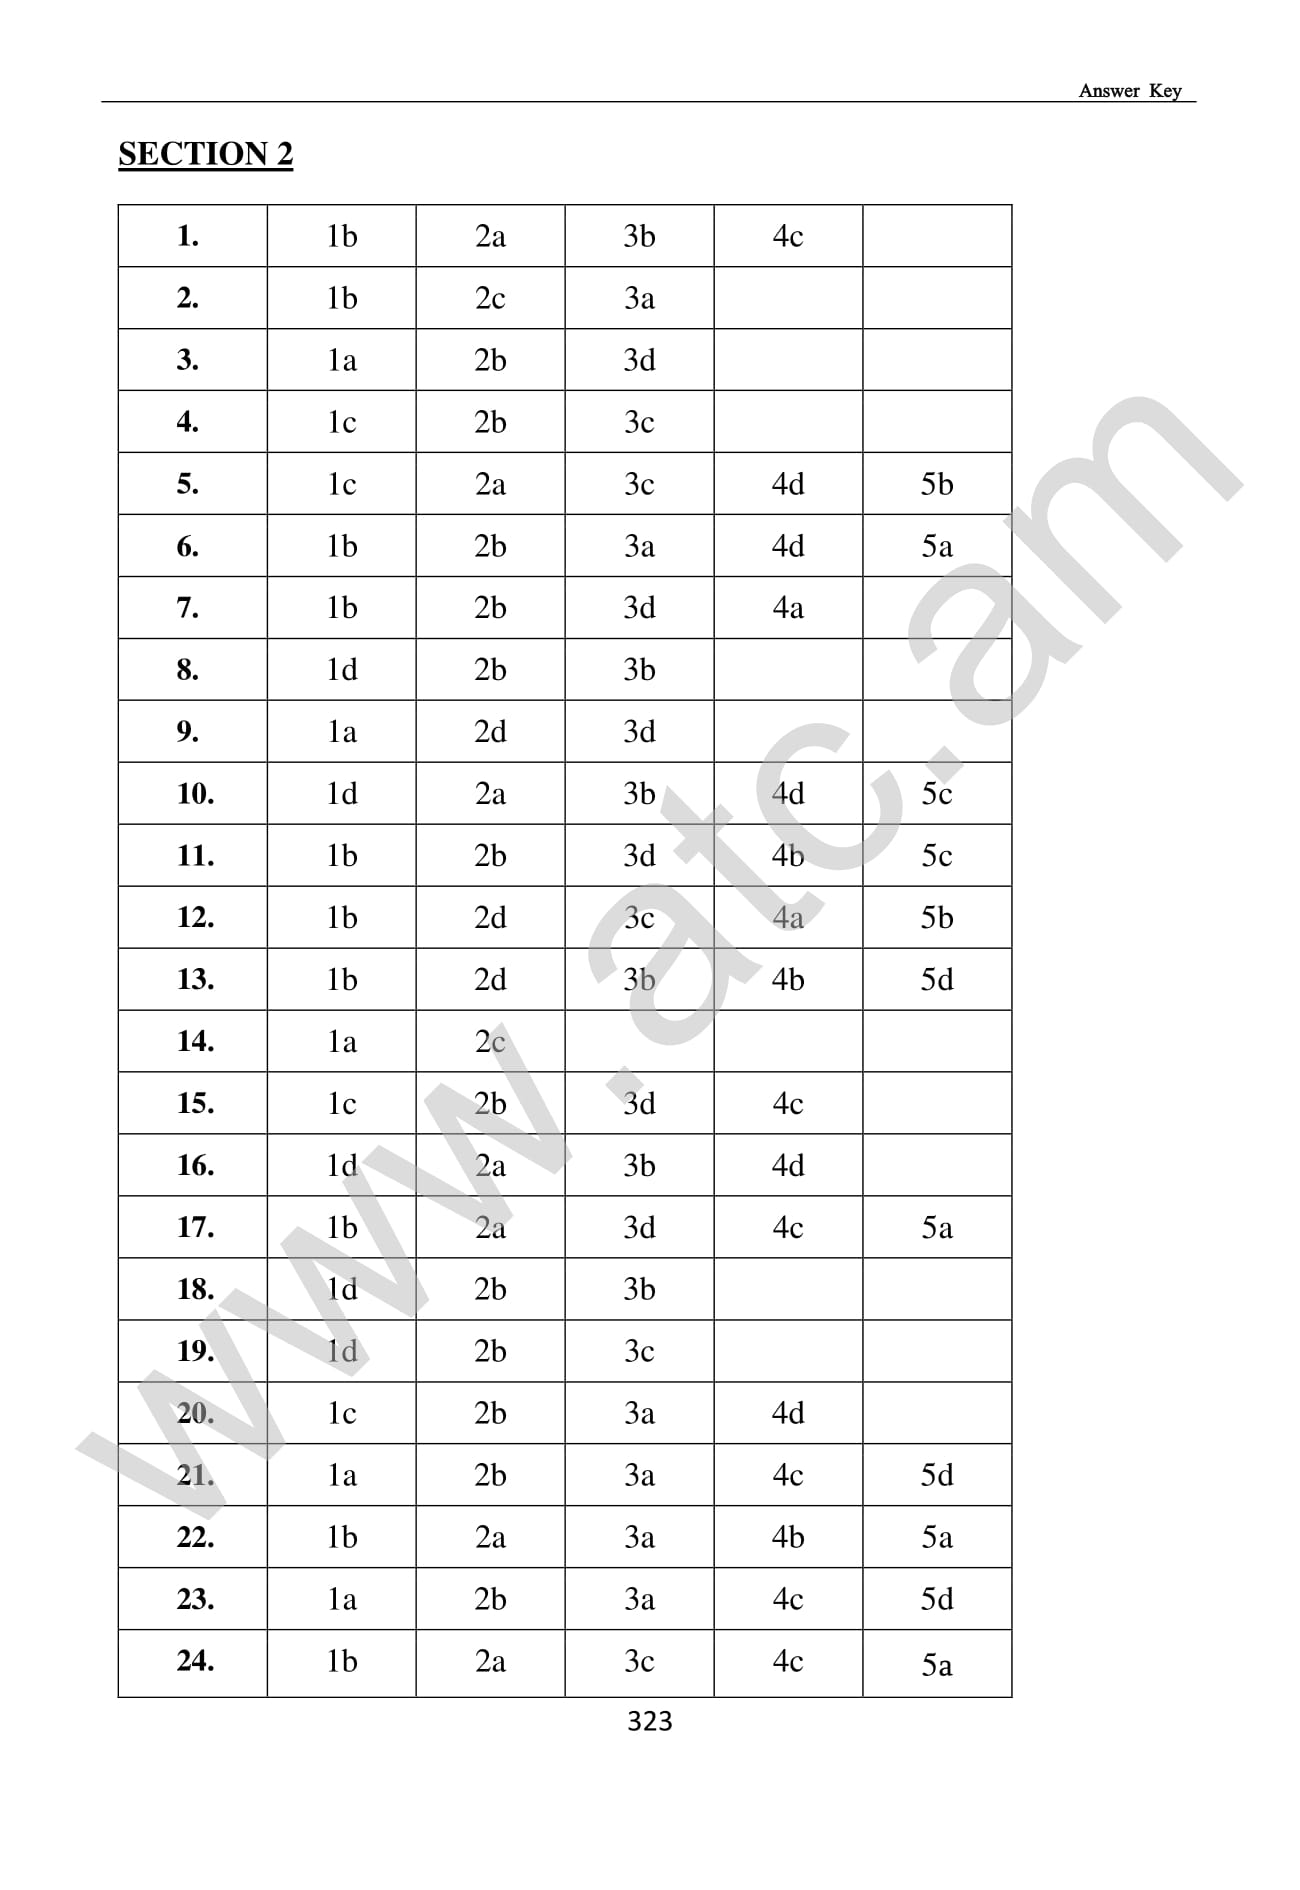 Answer Key
SECTION 2
1. 1b 2a 3b 4c
2. 1b 2c 3a
3. 1a 2b 3d
4. 1c 2b 3c
5. 1c 2a 3c 4d 5b
6. 1b 2b 3a 4d 5a
7. 1b 2b 3d 4a
8. 1d 2b 3b
9. 1a 2d 3d
10. 1d 2a 3b 4d 5c
11. 1b 2b 3d 4b 5c
12. 1b 2d 3c 4a 5b
13. 1b 2d 3b 4b 5d
14. 1a 2c
15. 1c 2b 3d 4c
16. 1d 2a 3b 4d
17. 1b 2a 3d 4c 5a
18. 1d 2b 3b
19. 1d 2b 3c
20. 1c 2b 3a 4d
21. 1a 2b 3a 4c 5d
22. 1b 2a 3a 4b 5a
23. 1a 2b 3a 4c 5d
24. 1b 2a 3c 4c 5a
323
www.atc.am